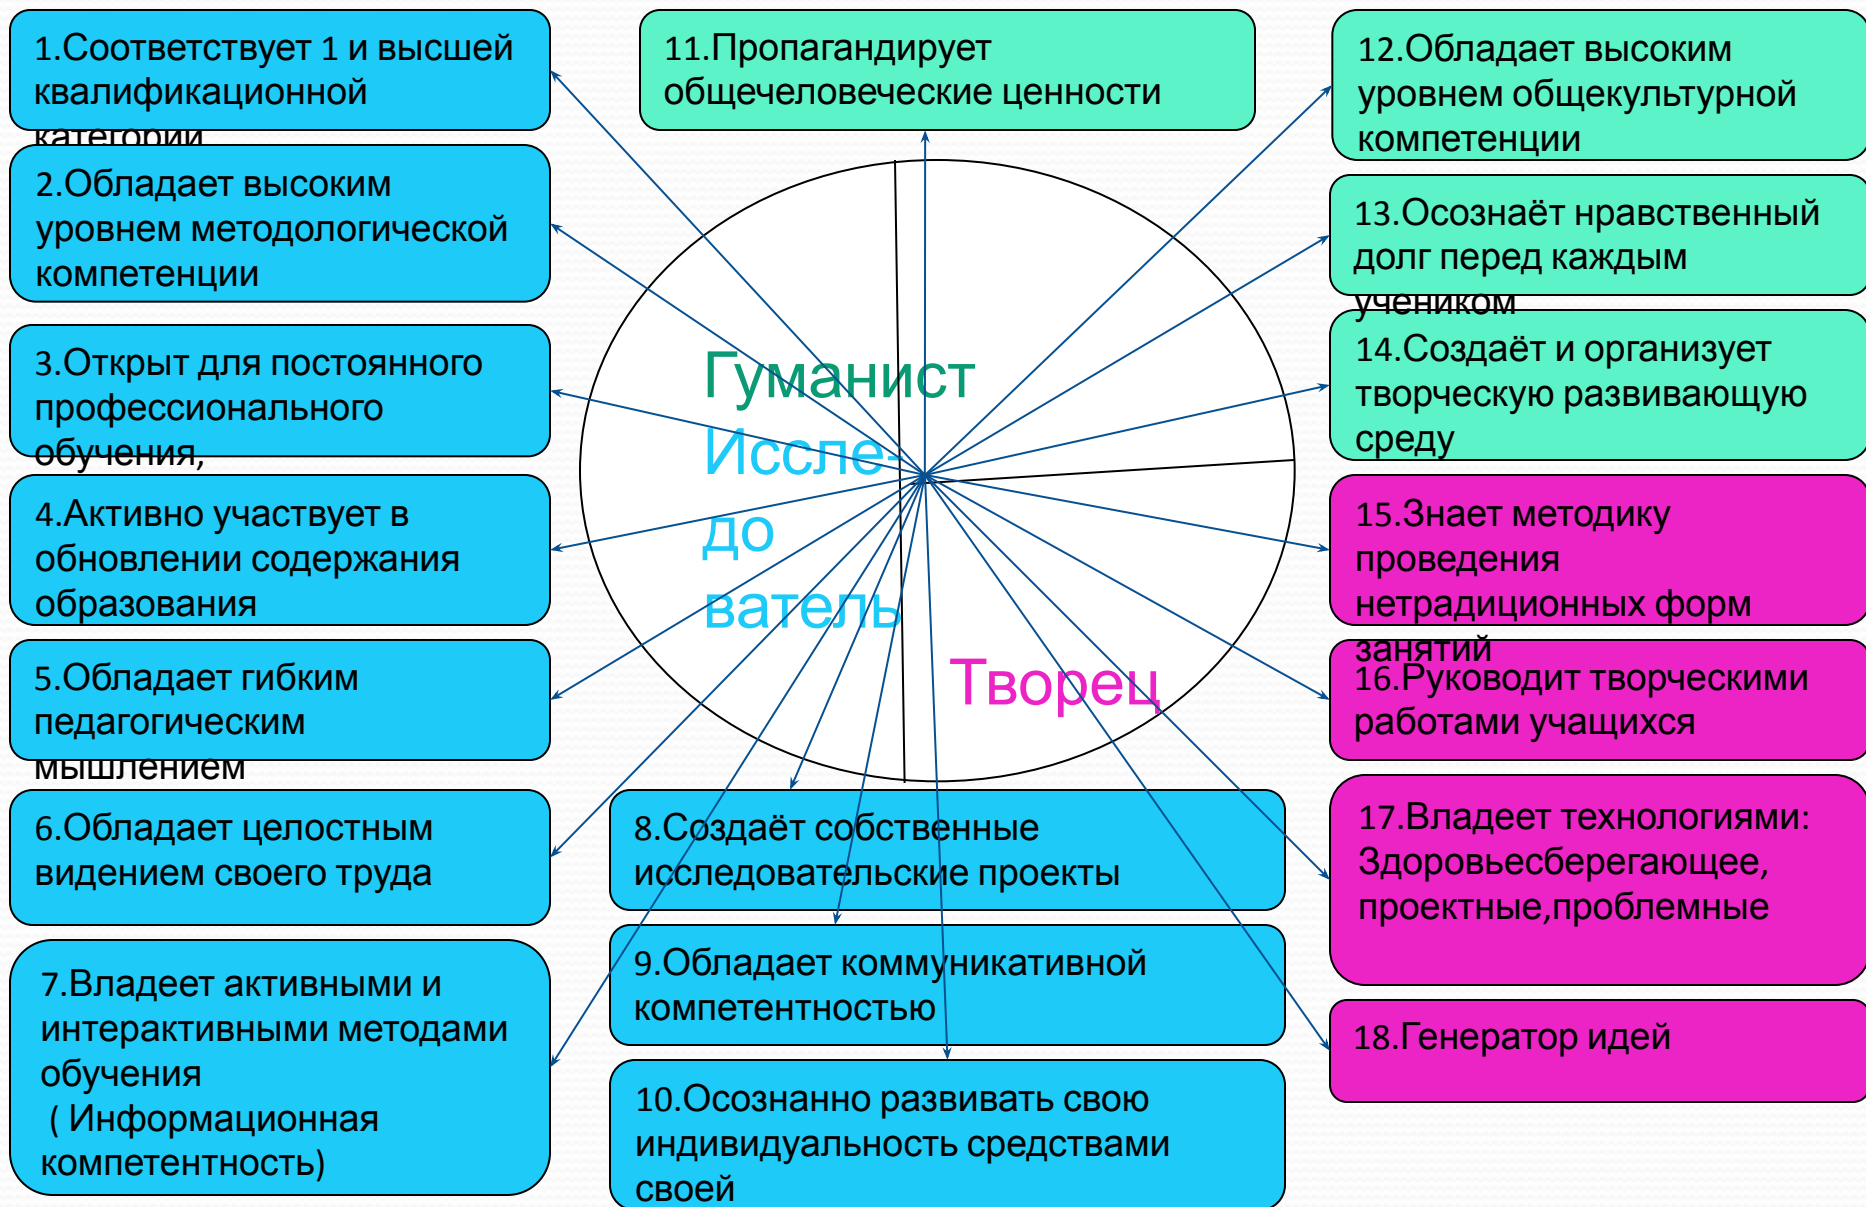 1.Соответствует 1 и высшей
квалификационной
категории
2.Обладает высоким
уровнем методологической
компетенции
3.Открыт для постоянного
профессионального
обучения,
4.Активно участвует в
обновлении содержания
образования
5.Обладает гибким
педагогическим
мышлением
6.Обладает целостным
видением своего труда
7.Владеет активными и
интерактивными методами
обучения
( Информационная
компетентность)
11.Пропагандирует
общечеловеческие ценности
Гуманист
Иссле-
до
ватель
Творец
8.Создаёт собственные
исследовательские проекты
9.Обладает коммуникативной
компетентностью
10.Осознанно развивать свою
индивидуальность средствами
своей
12.Обладает высоким
уровнем общекультурной
компетенции
13.Осознаёт нравственный
долг перед каждым
учеником
14.Создаёт и организует
творческую развивающую
среду
15.Знает методику
проведения
нетрадиционных форм
занятий
16.Руководит творческими
работами учащихся
17.Владеет технологиями:
Здоровьесберегающее,
проектные,проблемные
18.Генератор идей